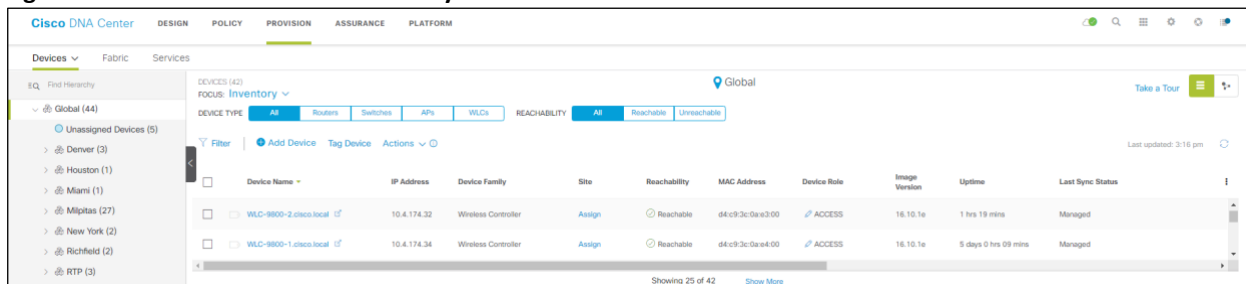 Cisco DNA Center DESIGN POLICY PROVISION ASSURANCE PLATFORM
Devices Fabric Services
Find Hierarchy
Global (44)
Unassigned Devices (5)
Denver (3)
Houston (1)
Miami (1)
Milpitas (27)
New York (2)
Richfield (2)
RTP (3)
DEVICES (42)
FOCUS: Inventory
Global
Take a Tour
DEVICE TYPE All Routers Switches APs WLCs REACHABILITY All Reachable Unreachable
Filter Add Device Tag Device Actions
Last updated: 3:16 pm
Device Name IP Address Device Family Site Reachability MAC Address Device Role Image Version Uptime Last Sync Status
WLC-9800-2.cisco.local 10.4.174.32 Wireless Controller Assign Reachable d4:c9:3c:0a:e3:00 ACCESS 16.10.1e 1 hrs 19 mins Managed
WLC-9800-1.cisco.local 10.4.174.34 Wireless Controller Assign Reachable d4:c9:3c:0a:e4:00 ACCESS 16.10.1e 5 days 0 hrs 09 mins Managed
Showing 25 of 42 Show More